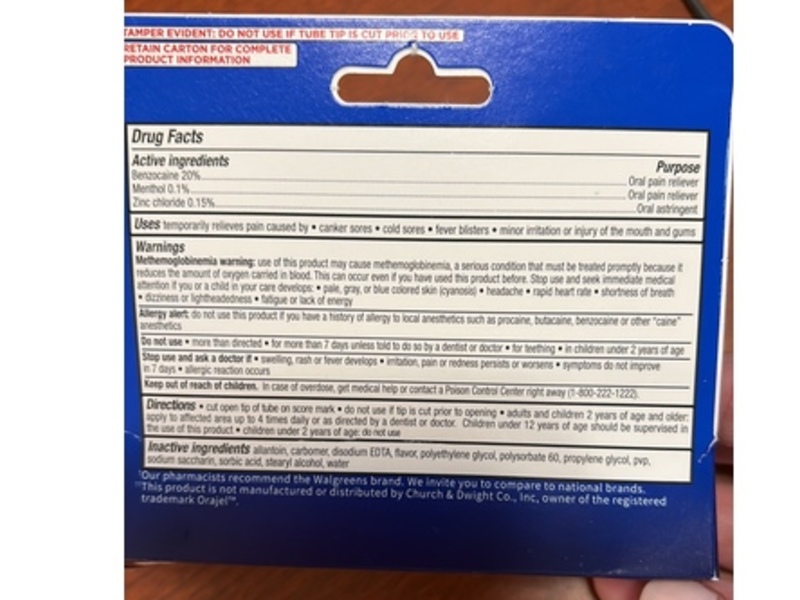 TAMPER EVIDENT: DO NOT USE IF TUBE TIP IS CUT PRIOR TO USE
RETAIN CARTON FOR COMPLETE
PRODUCT INFORMATION
Drug Facts
Active ingredients Purpose
Benzocaine 20% Oral pain reliever
Menthol 0.1% Oral pain reliever
Zinc chloride 0.15% Oral astringent
Uses temporarily relieves pain caused by • canker sores • cold sores • fever blisters • minor irritation or injury of the mouth and gums
Warnings
Methemoglobinemia warning: use of this product may cause methemoglobinemia, a serious condition that must be treated promptly because it
reduces the amount of oxygen carried in blood. This can occur even if you have used this product before. Stop use and seek immediate medical
attention if you or a child in your care develops: • pale, gray, or blue colored skin (cyanosis) • headache • rapid heart rate • shortness of breath
• dizziness or lightheadedness • fatigue or lack of energy
Allergy alert: do not use this product if you have a history of allergy to local anesthetics such as procaine, butacaine, benzocaine or other "caine"
anesthetics
Do not use • more than directed • for more than 7 days unless told to do so by a dentist or doctor • for teething • in children under 2 years of age
Stop use and ask a doctor if • swelling, rash or fever develops • irritation, pain or redness persists or worsens • symptoms do not improve
in 7 days • allergic reaction occurs
Keep out of reach of children. In case of overdose, get medical help or contact a Poison Control Center right away (1-800-222-1222).
Directions • cut open tip of tube on score mark • do not use if tip is cut prior to opening • adults and children 2 years of age and older:
apply to affected area up to 4 times daily or as directed by a dentist or doctor. Children under 12 years of age should be supervised in
the use of this product • children under 2 years of age: do not use
Inactive ingredients allantoin, carbomer, disodium EDTA, flavor, polyethylene glycol, polysorbate 60, propylene glycol, pvp,
sodium saccharin, sorbic acid, stearyl alcohol, water
†Our pharmacists recommend the Walgreens brand. We invite you to compare to national brands.
††This product is not manufactured or distributed by Church & Dwight Co., Inc, owner of the registered
trademark Orajel™.